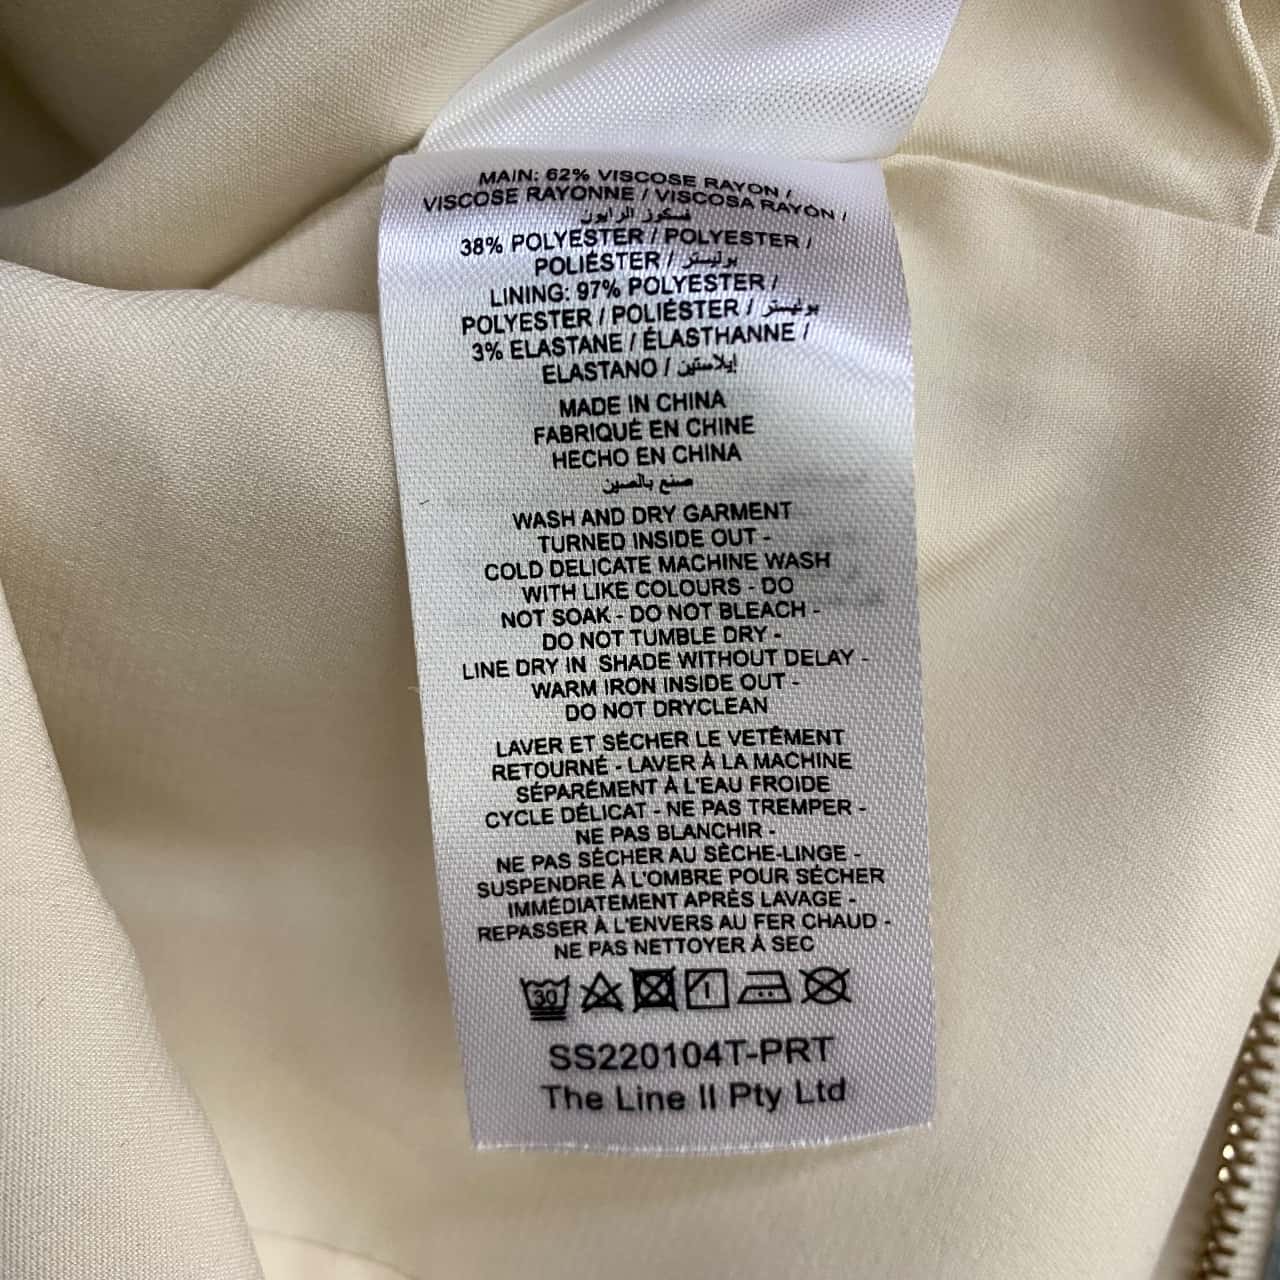 MAIN: 62% VISCOSE RAYON /
VISCOSE RAYONNE / VISCOSA RAYÓN /
فسكوز الرايون
38% POLYESTER / POLYESTER /
POLIÉSTER / بوليستر
LINING: 97% POLYESTER /
POLYESTER / POLIÉSTER / بوليستر
3% ELASTANE / ÉLASTHANNE /
ELASTANO / إيلاستين
MADE IN CHINA
FABRIQUÉ EN CHINE
HECHO EN CHINA
صنع بالصين
WASH AND DRY GARMENT
TURNED INSIDE OUT -
COLD DELICATE MACHINE WASH
WITH LIKE COLOURS - DO
NOT SOAK - DO NOT BLEACH -
DO NOT TUMBLE DRY -
LINE DRY IN SHADE WITHOUT DELAY -
WARM IRON INSIDE OUT -
DO NOT DRYCLEAN
LAVER ET SÉCHER LE VETÉMENT
RETOURNÉ - LAVER À LA MACHINE
SÉPARÉMENT À L'EAU FROIDE
CYCLE DÉLICAT - NE PAS TREMPER -
NE PAS BLANCHIR -
NE PAS SÉCHER AU SÈCHE-LINGE -
SUSPENDRE À L'OMBRE POUR SÉCHER
IMMÉDIATEMENT APRÈS LAVAGE -
REPASSER À L'ENVERS AU FER CHAUD -
NE PAS NETTOYER À SEC
30
SS220104T-PRT
The Line II Pty Ltd